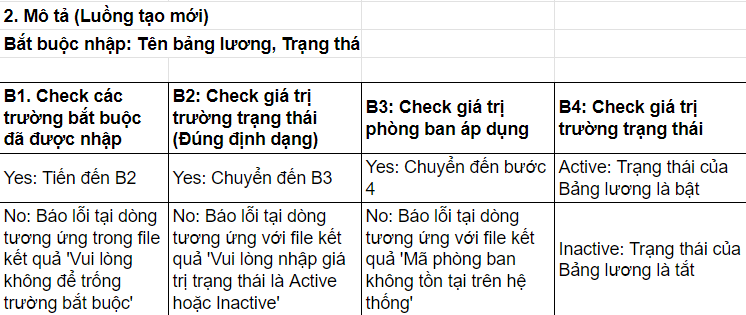 2. Mô tả (Luồng tạo mới)
Bắt buộc nhập: Tên bảng lương, Trạng thá
B1. Check các
trường bắt buộc
đã được nhập
B2: Check giá trị
trường trạng thái
(Đúng định dạng)
B3: Check giá trị
phòng ban áp dụng
B4: Check giá trị
trường trạng thái
Yes: Tiến đến B2
Yes: Chuyển đến B3
Yes: Chuyển đến bước
4
Active: Trạng thái của
Bảng lương là bật
No: Báo lỗi tại dòng
tương ứng trong file
kết quả 'Vui lòng
không để trống
trường bắt buộc'
No: Báo lỗi tại dòng
tương ứng với file kết
quả 'Vui lòng nhập giá
trị trạng thái là Active
hoặc Inactive'
No: Báo lỗi tại dòng
tương ứng với file kết
quả 'Mã phòng ban
không tồn tại trên hệ
thống'
Inactive: Trạng thái của
Bảng lương là tắt